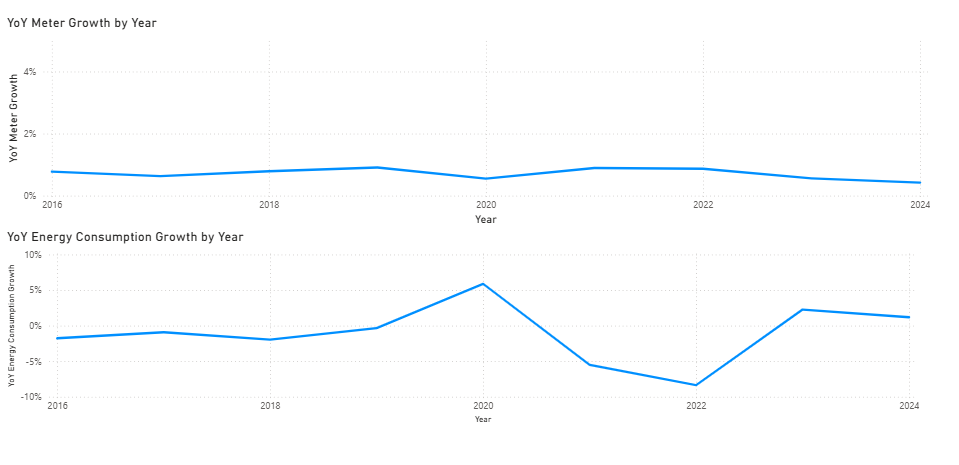 YoY Meter Growth by Year
YoY Meter Growth
4%
2%
0%
2016 2018 2020 2022 2024
Year
YoY Energy Consumption Growth by Year
YoY Energy Consumption Growth
10%
5%
0%
-5%
-10%
2016 2018 2020 2022 2024
Year